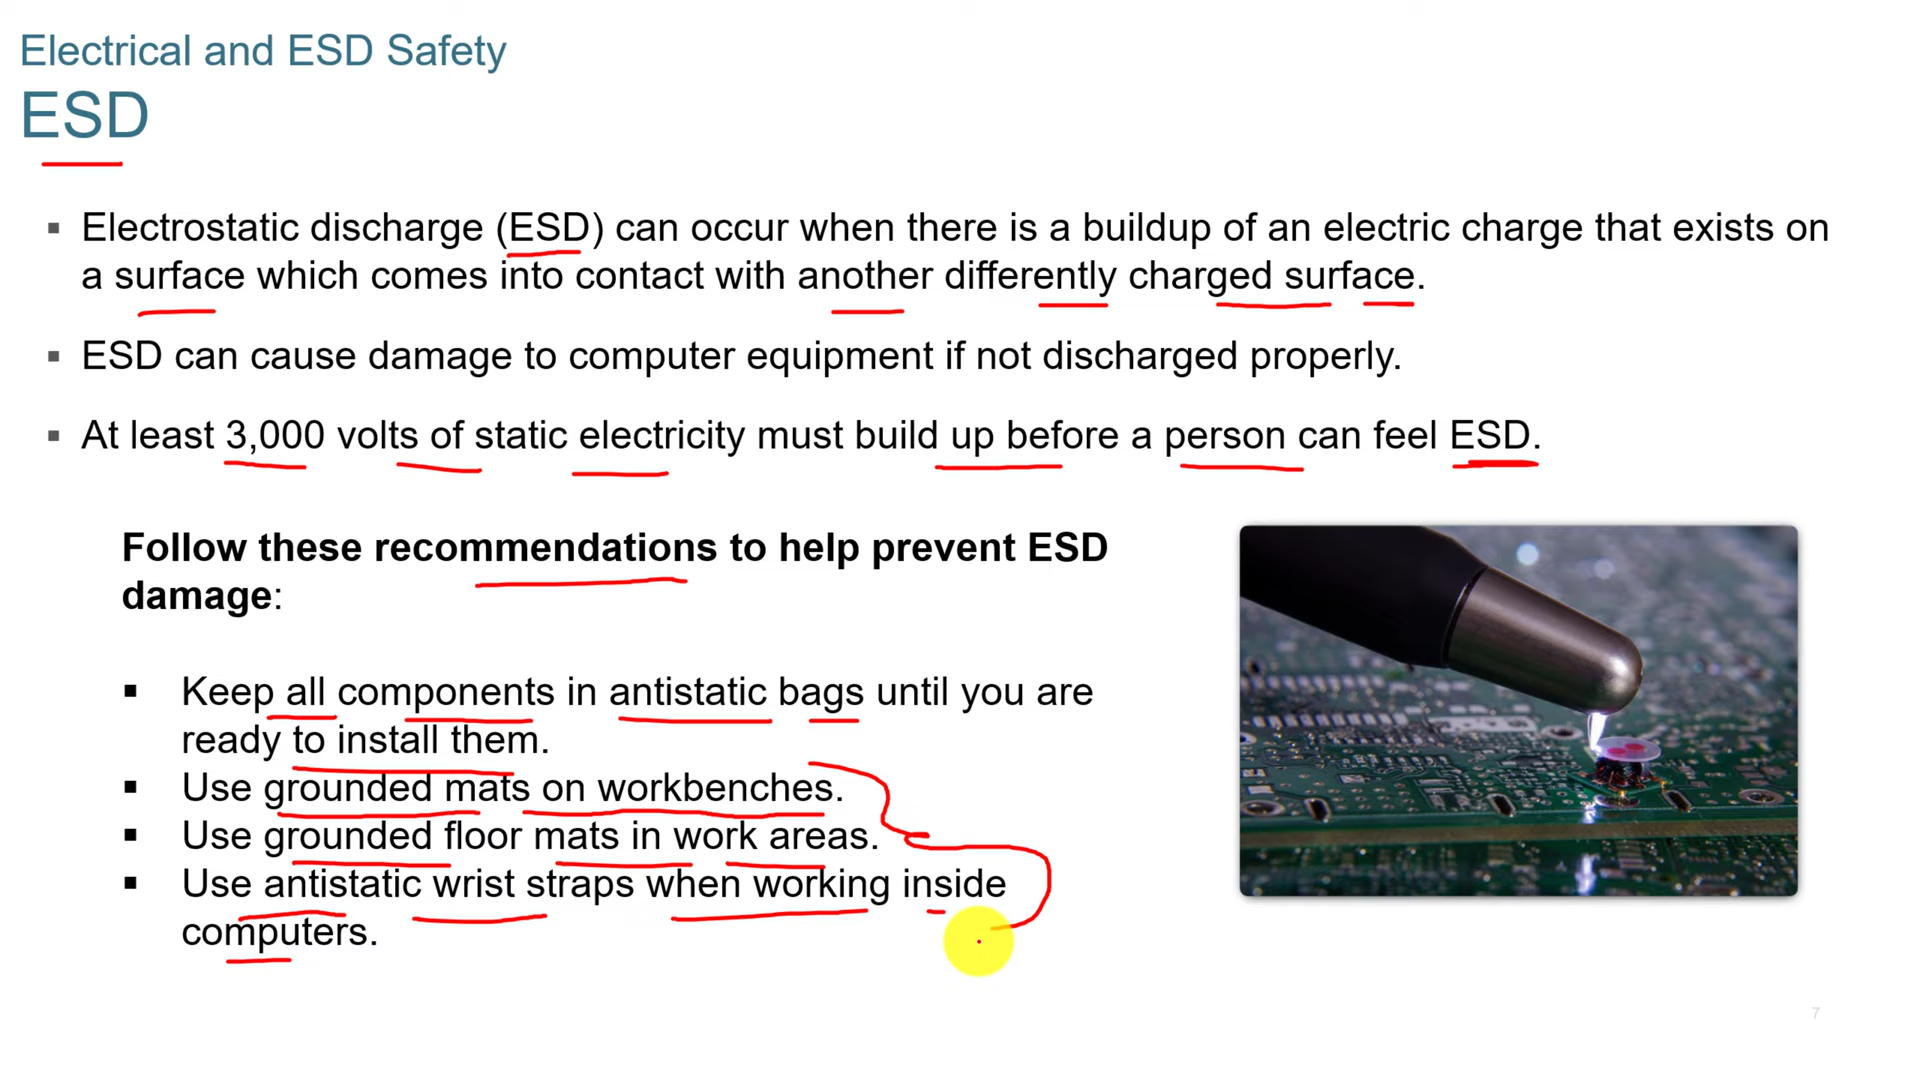 Electrical and ESD Safety
ESD
▪ Electrostatic discharge (ESD) can occur when there is a buildup of an electric charge that exists on
a surface which comes into contact with another differently charged surface.
▪ ESD can cause damage to computer equipment if not discharged properly.
▪ At least 3,000 volts of static electricity must build up before a person can feel ESD.
Follow these recommendations to help prevent ESD
damage:
▪ Keep all components in antistatic bags until you are
ready to install them.
▪ Use grounded mats on workbenches.
▪ Use grounded floor mats in work areas.
▪ Use antistatic wrist straps when working inside
computers.
7